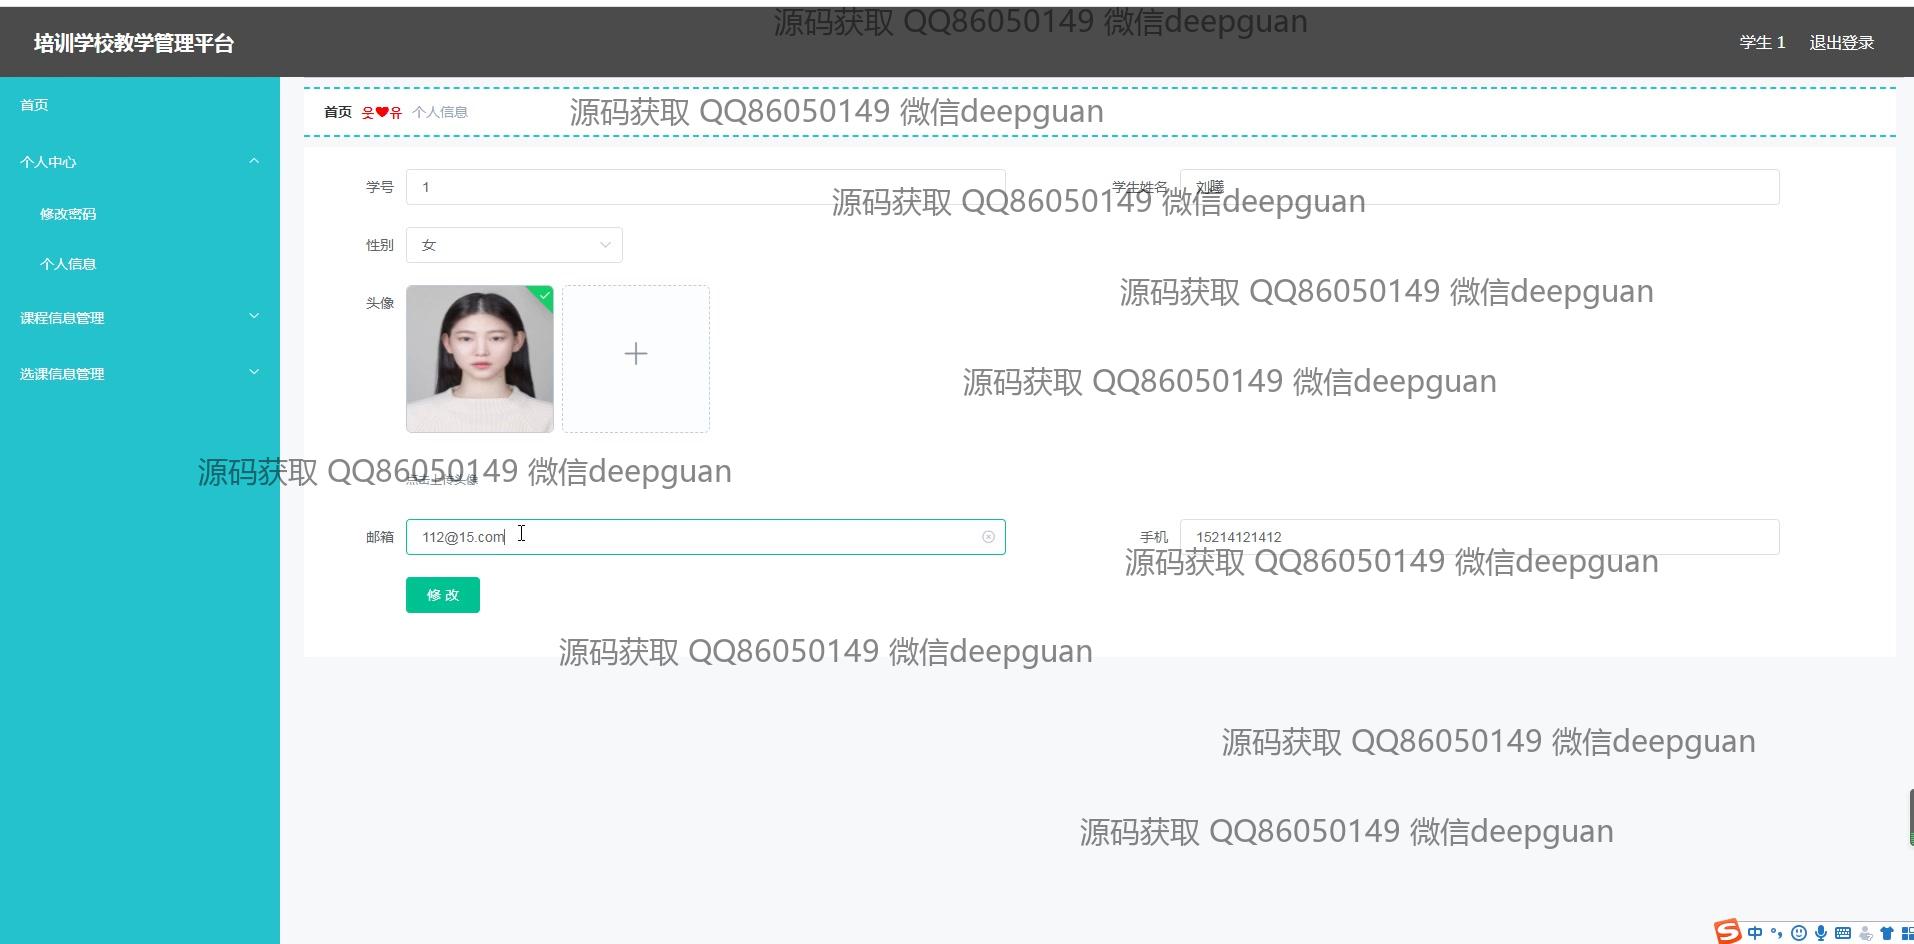 源码获取 QQ86050149 微信deepguan
培训学校教学管理平台
学生 1 退出登录
首页
首页 웃❤유 个人信息
源码获取 QQ86050149 微信deepguan
个人中心
学号 1
学生姓名 刘曦
源码获取 QQ86050149 微信deepguan
修改密码
性别 女
个人信息
源码获取 QQ86050149 微信deepguan
头像
课程信息管理
选课信息管理
源码获取 QQ86050149 微信deepguan
源码获取 QQ86050149 微信deepguan
点击上传头像
邮箱 112@15.com
手机 15214121412
源码获取 QQ86050149 微信deepguan
修 改
源码获取 QQ86050149 微信deepguan
源码获取 QQ86050149 微信deepguan
源码获取 QQ86050149 微信deepguan
中